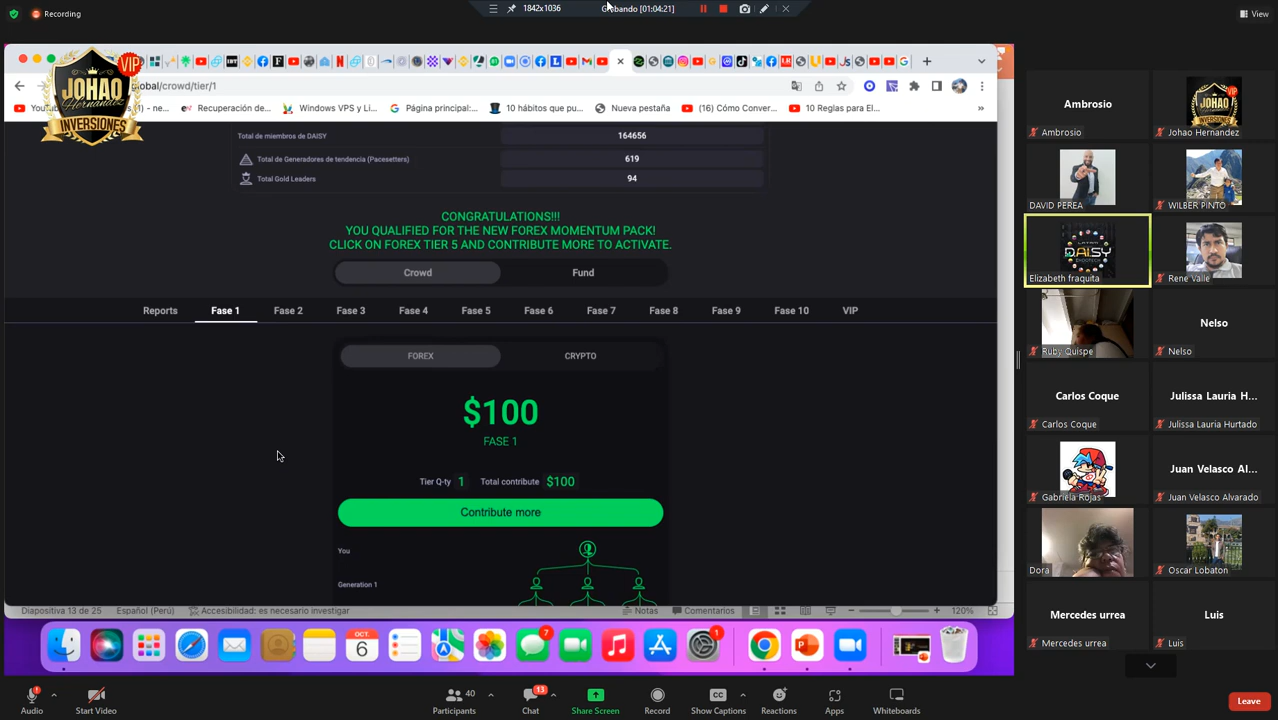 Recording
1842x1036
[01:04:21]
View
VIP
JOHAO
Hernandez
INVERSIONES
global/crowd/tier/1
Recuperación de...
Windows VPS y Li...
Página principal:...
10 hábitos que pu...
Nueva pestaña
(16) Cómo Conver...
10 Reglas para El...
»
Total de miembros de DAISY 164656
Total de Generadores de tendencia (Pacesetters) 619
Total Gold Leaders 94
CONGRATULATIONS!!!
YOU QUALIFIED FOR THE NEW FOREX MOMENTUM PACK!
CLICK ON FOREX TIER 5 AND CONTRIBUTE MORE TO ACTIVATE.
Crowd Fund
Reports Fase 1 Fase 2 Fase 3 Fase 4 Fase 5 Fase 6 Fase 7 Fase 8 Fase 9 Fase 10 VIP
FOREX CRYPTO
$100
FASE 1
Tier Q-ty 1 Total contribute $100
Contribute more
You
Generation 1
Diapositiva 13 de 25 Español (Perú) Accesibilidad: es necesario investigar Notas Comentarios 120%
OCT.
6
7
1
Ambrosio
Ambrosio
Johao Hernandez
DAVID PEREA
WILBER PINTO
DAISY
Elizabeth fraquita
Rene Valle
Ruby Quispe
Nelso
Nelso
Carlos Coque
Carlos Coque
Julissa Lauria H...
Julissa Lauria Hurtado
Gabriela Rojas
Juan Velasco Al...
Juan Velasco Alvarado
Dora
Oscar Lobaton
Mercedes urrea
Mercedes urrea
Luis
Luis
40
13
Audio Start Video Participants Chat Share Screen Record Show Captions Reactions Apps Whiteboards Leave